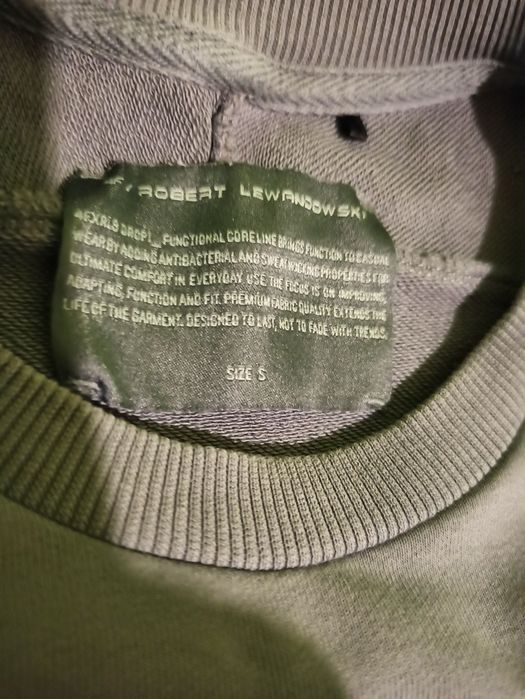 ROBERT LEWANDOWSKI
4FXRL9 DROP1_ FUNCTIONAL CORE LINE BRINGS FUNCTION TO CASUAL
WEAR BY ADDING ANTIBACTERIAL AND SWEAT WICKING PROPERTIES FOR
ULTIMATE COMFORT IN EVERYDAY USE THE FOCUS IS ON IMPROVING,
ADAPTING, FUNCTION AND FIT. PREMIUM FABRIC QUALITY EXTENDS THE
LIFE OF THE GARMENT. DESIGNED TO LAST, NOT TO FADE WITH TRENDS.
SIZE S